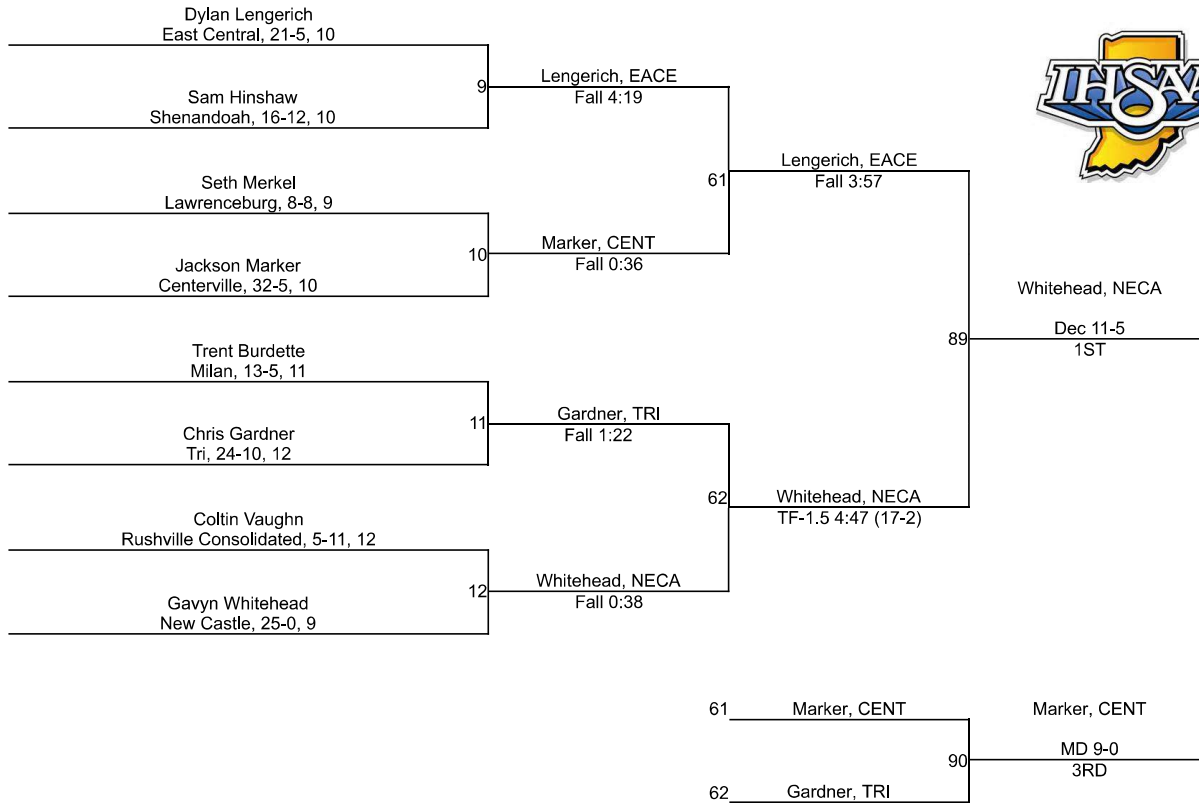 Dylan Lengerich
East Central, 21-5, 10
Sam Hinshaw
Shenandoah, 16-12, 10
Seth Merkel
Lawrenceburg, 8-8, 9
Jackson Marker
Centerville, 32-5, 10
Trent Burdette
Milan, 13-5, 11
Chris Gardner
Tri, 24-10, 12
Coltin Vaughn
Rushville Consolidated, 5-11, 12
Gavyn Whitehead
New Castle, 25-0, 9
9
Lengerich, EACE
Fall 4:19
10
Marker, CENT
Fall 0:36
11
Gardner, TRI
Fall 1:22
12
Whitehead, NECA
Fall 0:38
61
Lengerich, EACE
Fall 3:57
62
Whitehead, NECA
TF-1.5 4:47 (17-2)
89
Whitehead, NECA
Dec 11-5
1ST
61
Marker, CENT
62
Gardner, TRI
90
Marker, CENT
MD 9-0
3RD
IHSAA